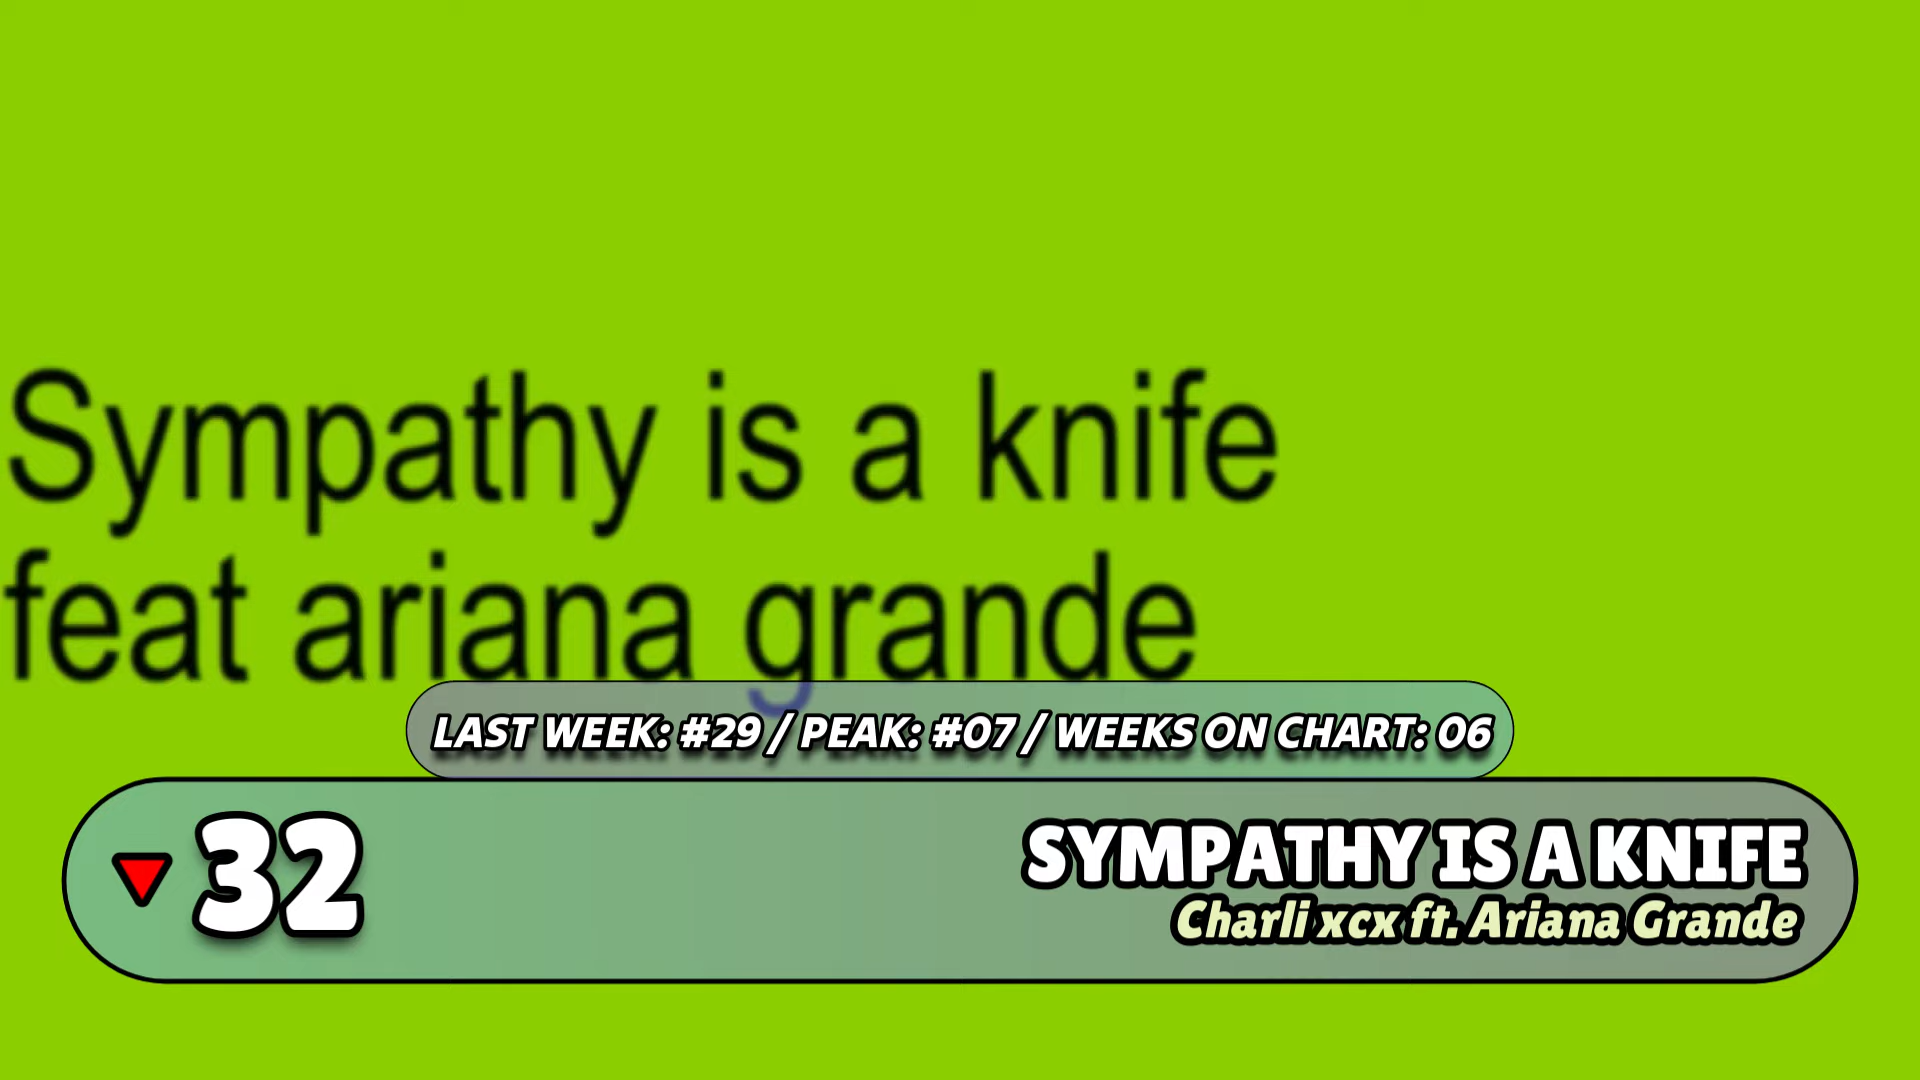 Sympathy is a knife
feat ariana grande
LAST WEEK: #29 / PEAK: #07 / WEEKS ON CHART: 06
32
SYMPATHY IS A KNIFE
Charli xcx ft. Ariana Grande